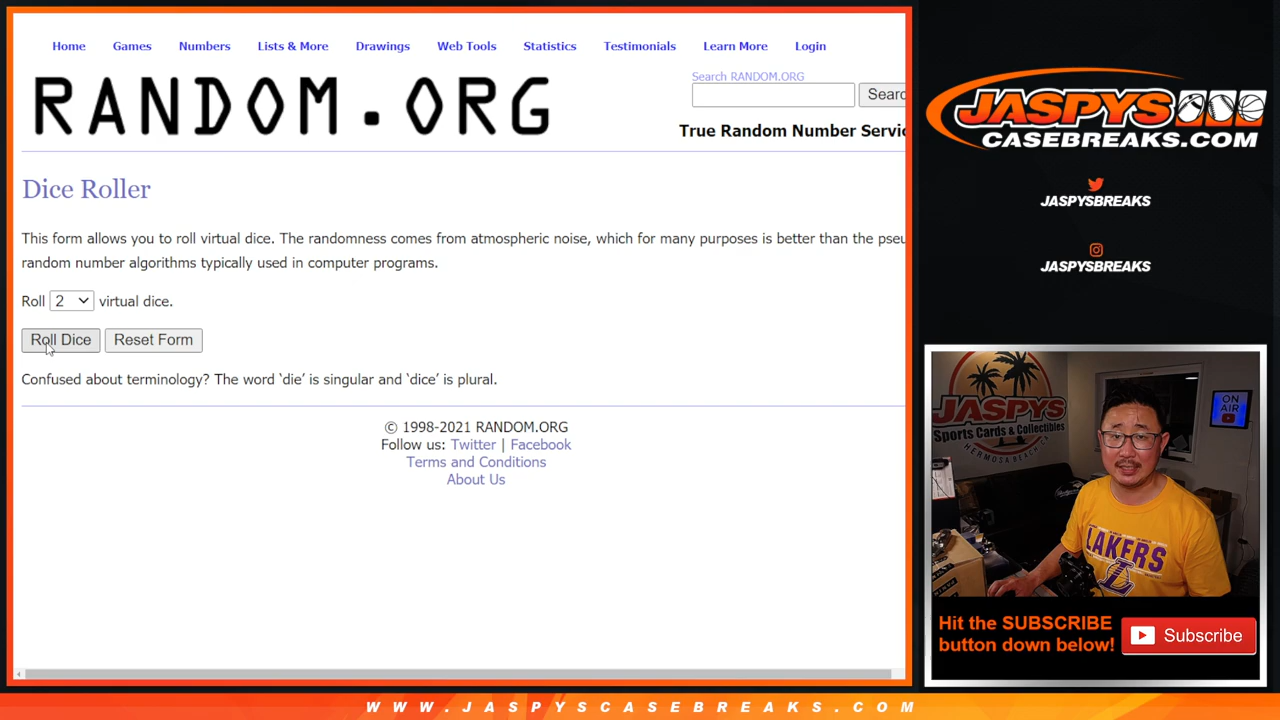 Home Games Numbers Lists & More Drawings Web Tools Statistics Testimonials Learn More Login
RANDOM.ORG
Search RANDOM.ORG
Searc
True Random Number Servic
Dice Roller
This form allows you to roll virtual dice. The randomness comes from atmospheric noise, which for many purposes is better than the pseu
random number algorithms typically used in computer programs.
Roll 2 virtual dice.
Roll Dice Reset Form
Confused about terminology? The word ‘die’ is singular and ‘dice’ is plural.
© 1998-2021 RANDOM.ORG
Follow us: Twitter | Facebook
Terms and Conditions
About Us
JASPYS
CASEBREAKS.COM
JASPYSBREAKS
JASPYSBREAKS
JASPYS
Sports Cards & Collectibles
HERMOSA BEACH, CA
ON
AIR
LAKERS
L
Hit the SUBSCRIBE
button down below!
Subscribe
WWW.JASPYSCASEBREAKS.COM